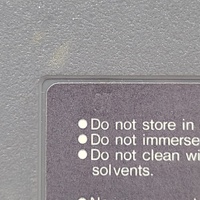 ● Do not store in
● Do not immerse
● Do not clean wi
solvents.